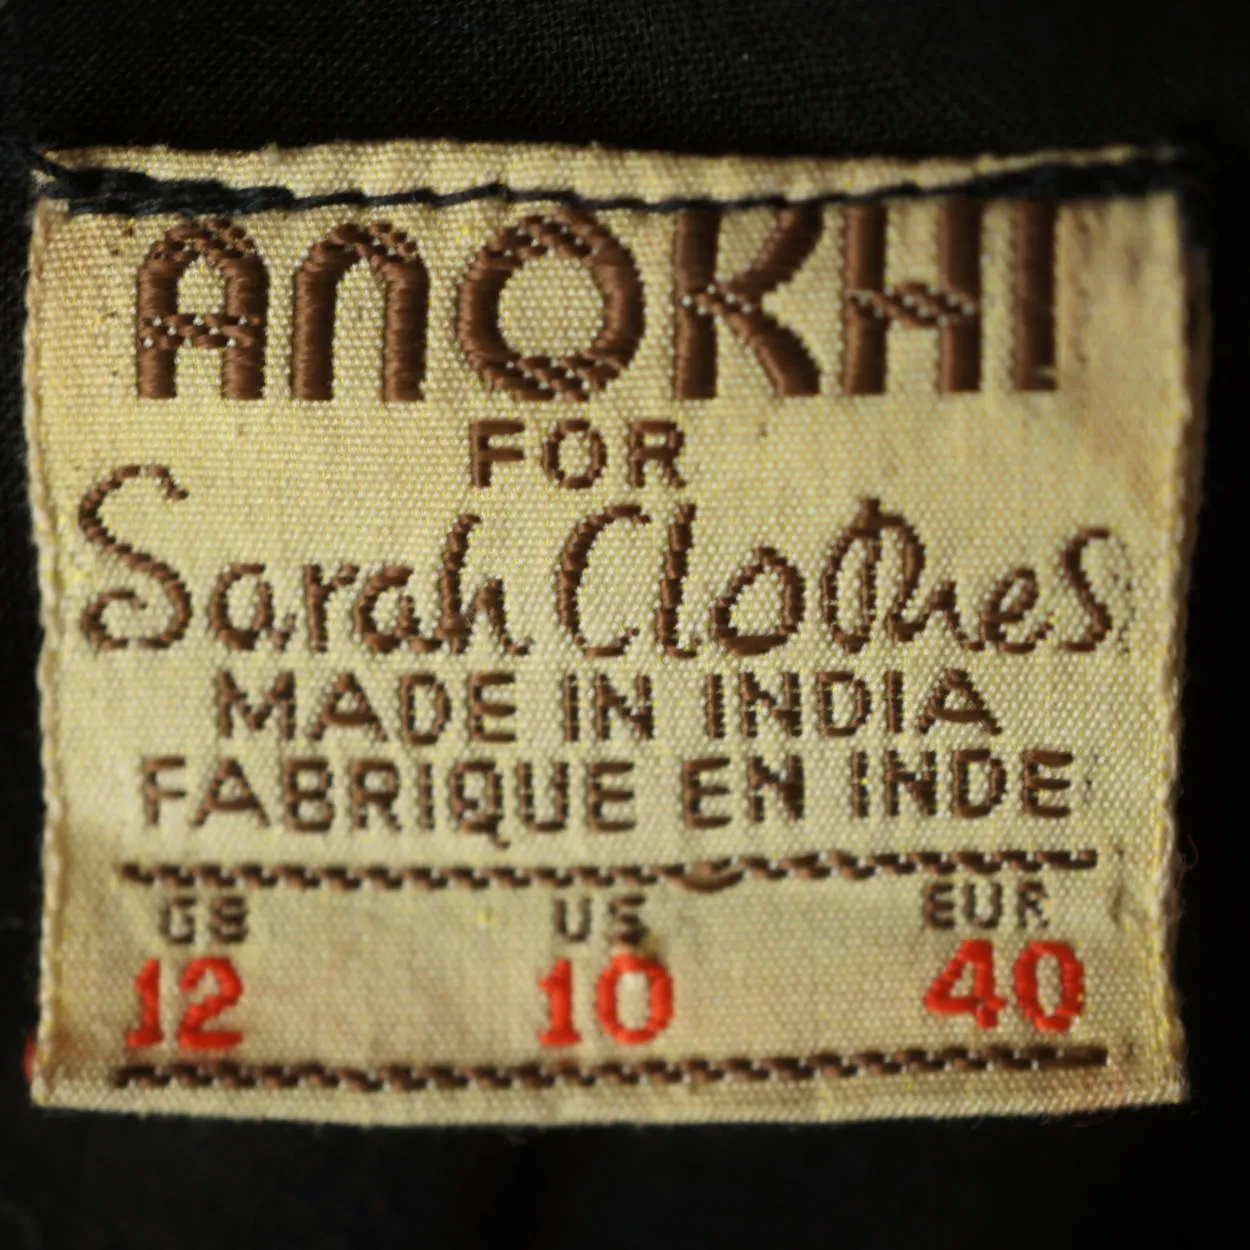 ANOKHI
FOR
Sarah Clothes
MADE IN INDIA
FABRIQUE EN INDE
GB US EUR
12 10 40